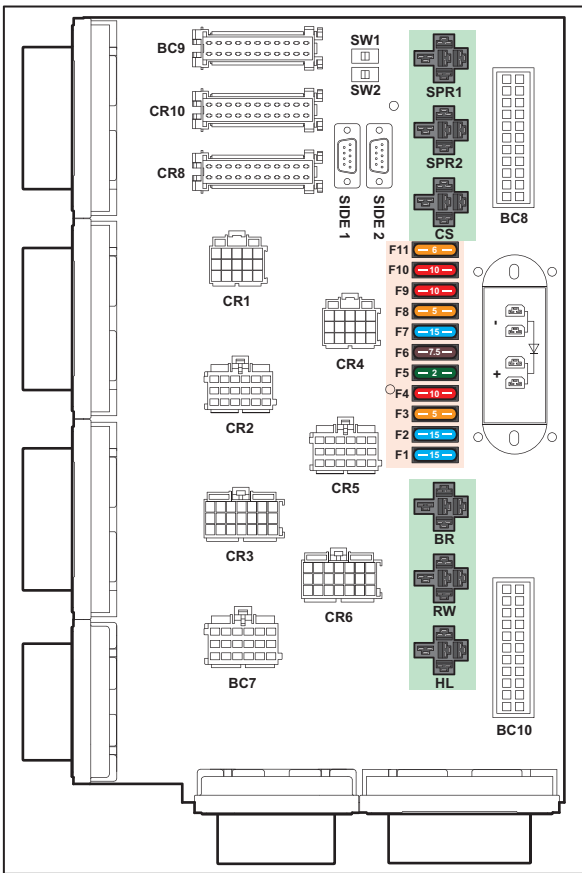 BC9
SW1
SW2
SPR1
CR10
SPR2
CR8
SIDE 1
SIDE 2
CS
BC8
F11 6
F10 10
F9 10
F8 5
F7 15
F6 7.5
F5 2
F4 10
F3 5
F2 15
F1 15
-
+
CR1
CR4
CR2
CR5
CR3
BR
CR6
RW
BC7
HL
BC10